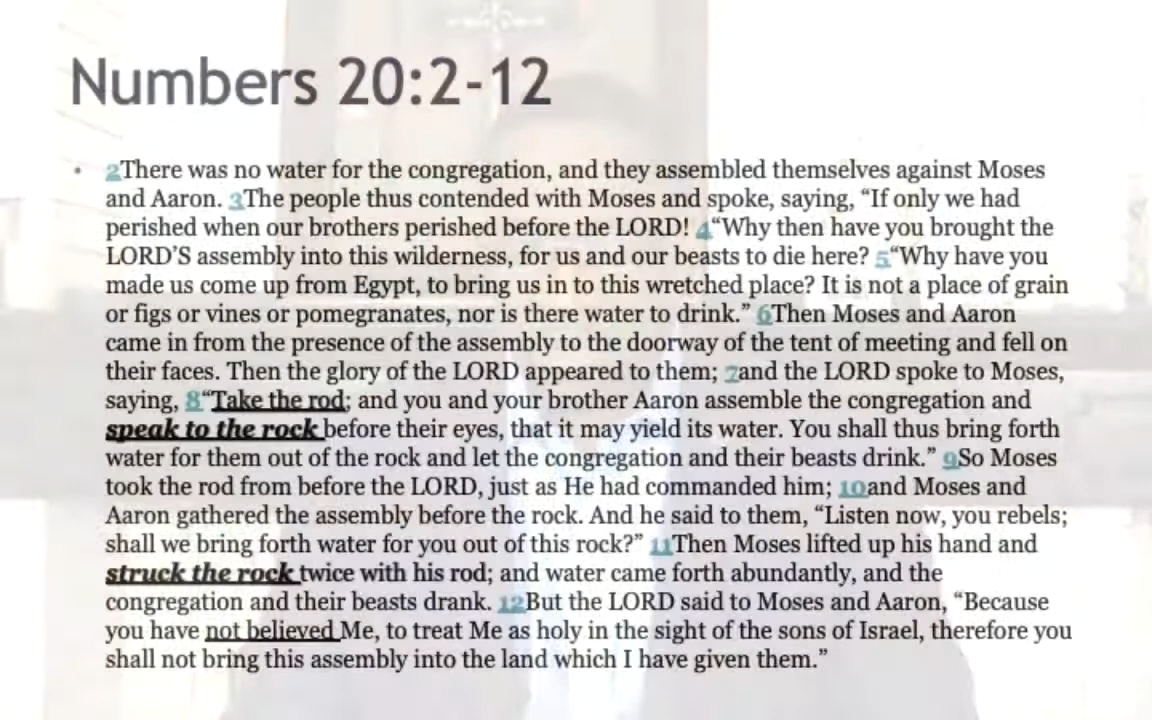 Numbers 20:2-12
• 2There was no water for the congregation, and they assembled themselves against Moses
and Aaron. 3The people thus contended with Moses and spoke, saying, “If only we had
perished when our brothers perished before the LORD! 4“Why then have you brought the
LORD’S assembly into this wilderness, for us and our beasts to die here? 5“Why have you
made us come up from Egypt, to bring us in to this wretched place? It is not a place of grain
or figs or vines or pomegranates, nor is there water to drink.” 6Then Moses and Aaron
came in from the presence of the assembly to the doorway of the tent of meeting and fell on
their faces. Then the glory of the LORD appeared to them; 7and the LORD spoke to Moses,
saying, 8“Take the rod; and you and your brother Aaron assemble the congregation and
speak to the rock before their eyes, that it may yield its water. You shall thus bring forth
water for them out of the rock and let the congregation and their beasts drink.” 9So Moses
took the rod from before the LORD, just as He had commanded him; 10and Moses and
Aaron gathered the assembly before the rock. And he said to them, “Listen now, you rebels;
shall we bring forth water for you out of this rock?” 11Then Moses lifted up his hand and
struck the rock twice with his rod; and water came forth abundantly, and the
congregation and their beasts drank. 12But the LORD said to Moses and Aaron, “Because
you have not believed Me, to treat Me as holy in the sight of the sons of Israel, therefore you
shall not bring this assembly into the land which I have given them.”